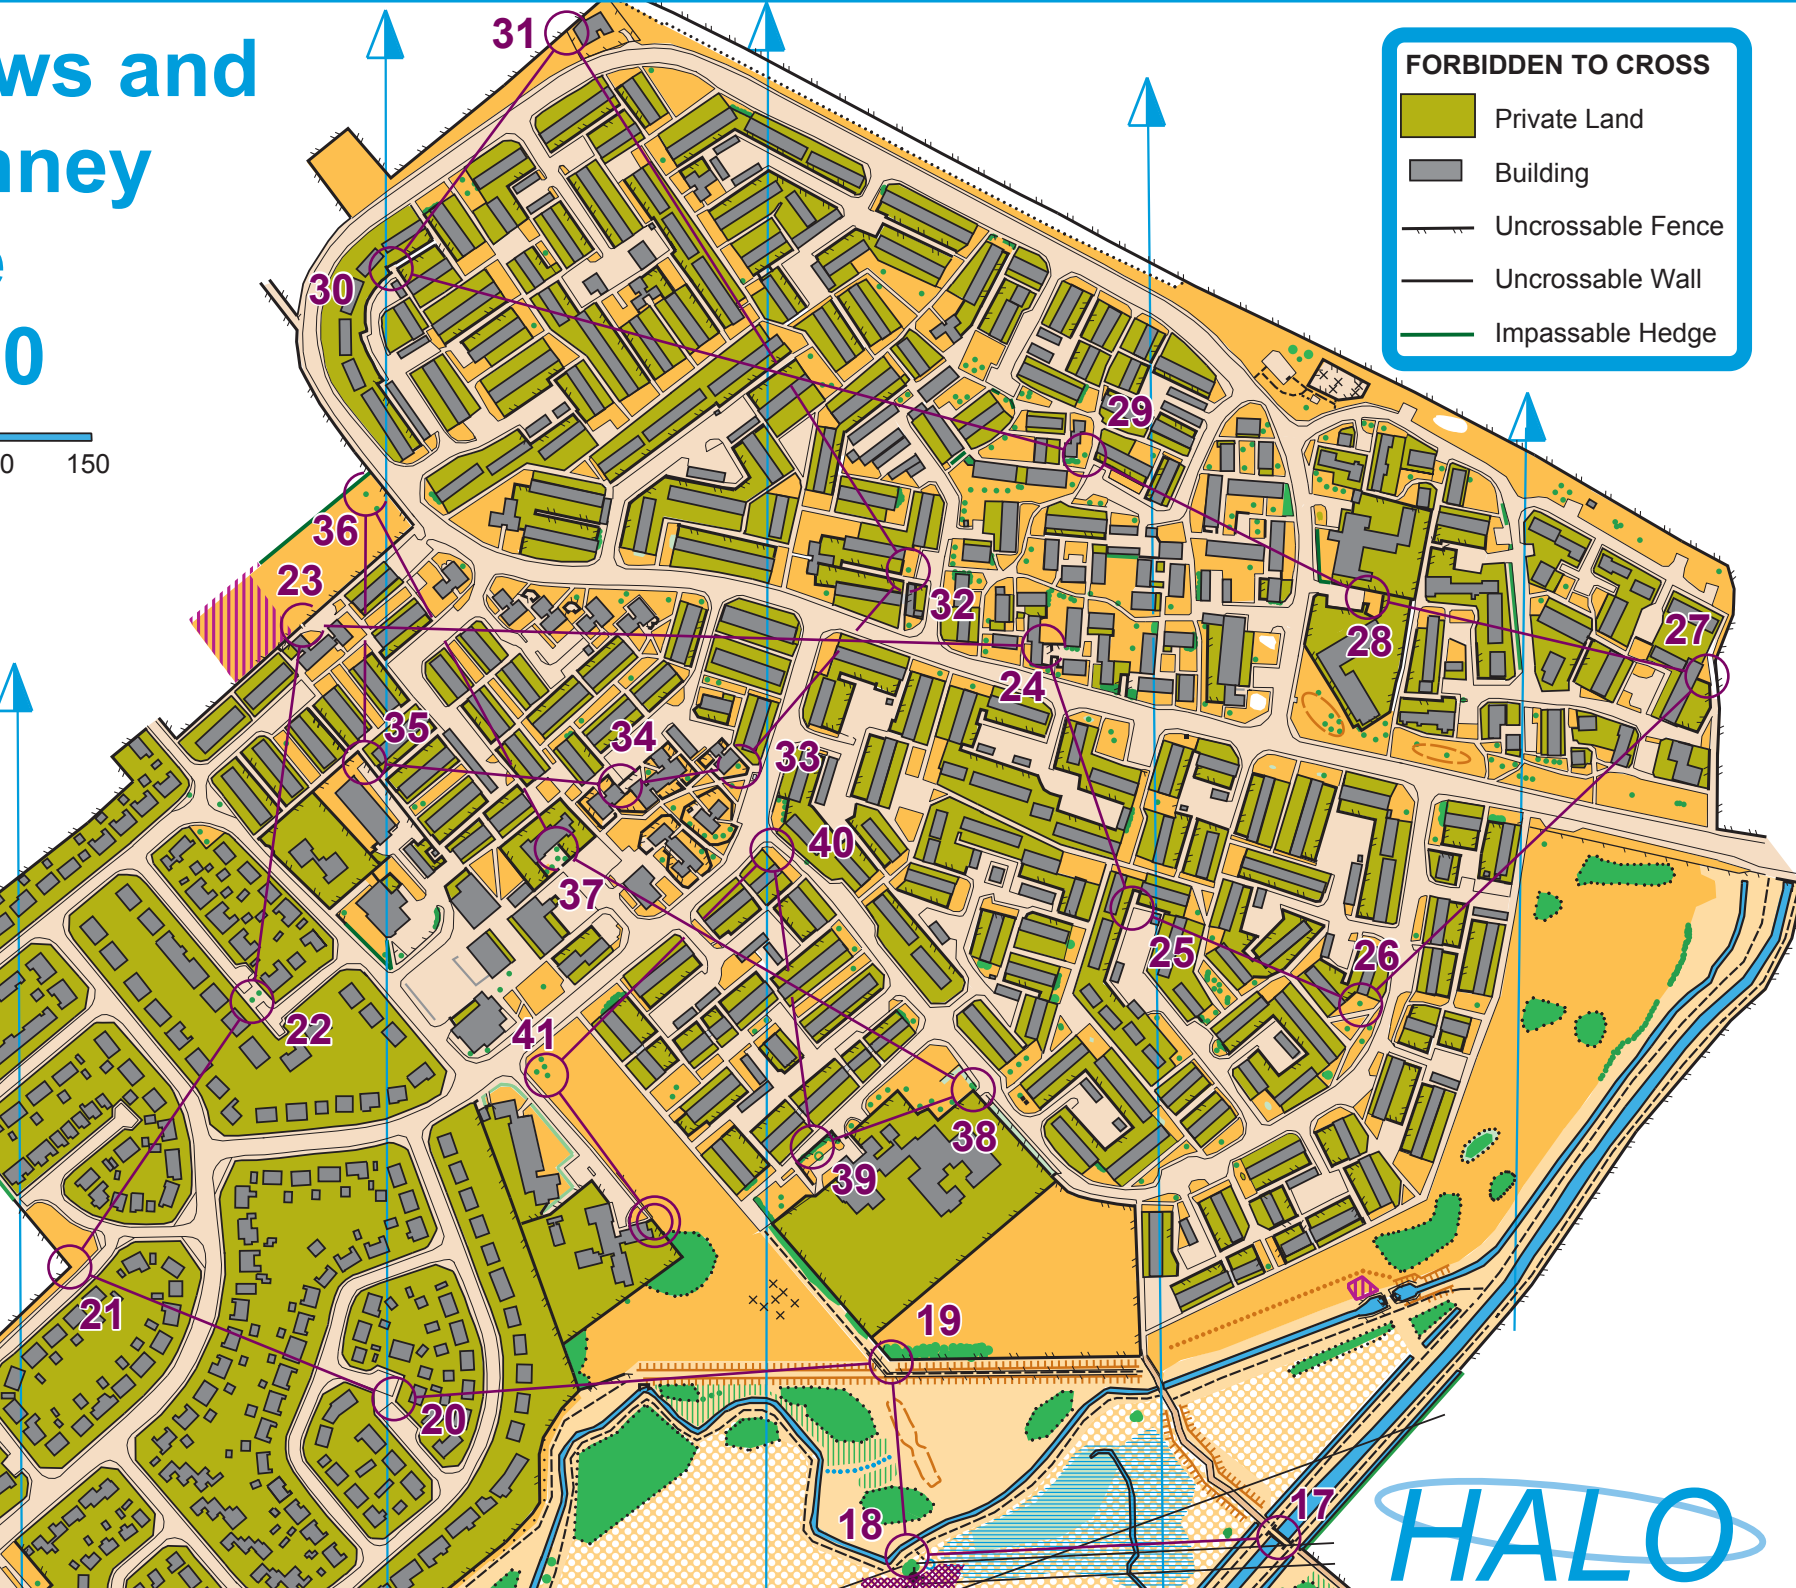 ws and
nney
e
0
0 150
FORBIDDEN TO CROSS
Private Land
Building
Uncrossable Fence
Uncrossable Wall
Impassable Hedge
31
30
29
36
23
32
28
27
24
35
34
33
40
37
25
26
22
41
38
39
21
19
20
18
17
HALO